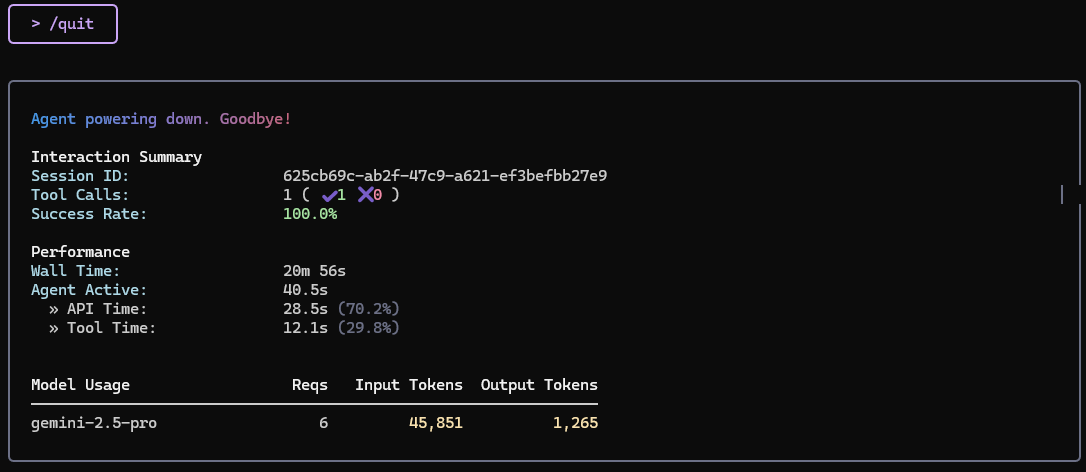 > /quit
Agent powering down. Goodbye!
Interaction Summary
Session ID: 625cb69c-ab2f-47c9-a621-ef3befbb27e9
Tool Calls: 1 ( ✔1 ✖0 )
Success Rate: 100.0%
Performance
Wall Time: 20m 56s
Agent Active: 40.5s
» API Time: 28.5s (70.2%)
» Tool Time: 12.1s (29.8%)
Model Usage Reqs Input Tokens Output Tokens
gemini-2.5-pro 6 45,851 1,265